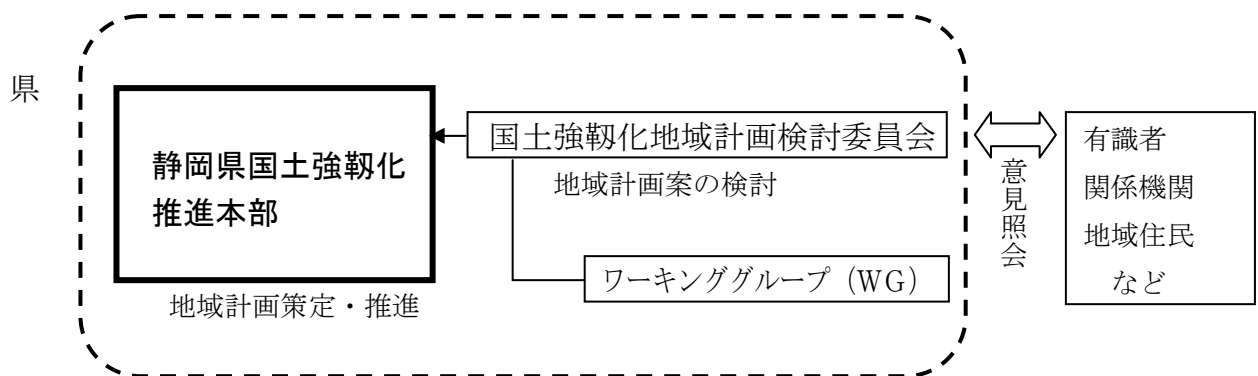 県
静岡県国土強靱化
推進本部
地域計画策定・推進
国土強靱化地域計画検討委員会
地域計画案の検討
ワーキンググループ（WG）
意見照会
有識者
関係機関
地域住民
など